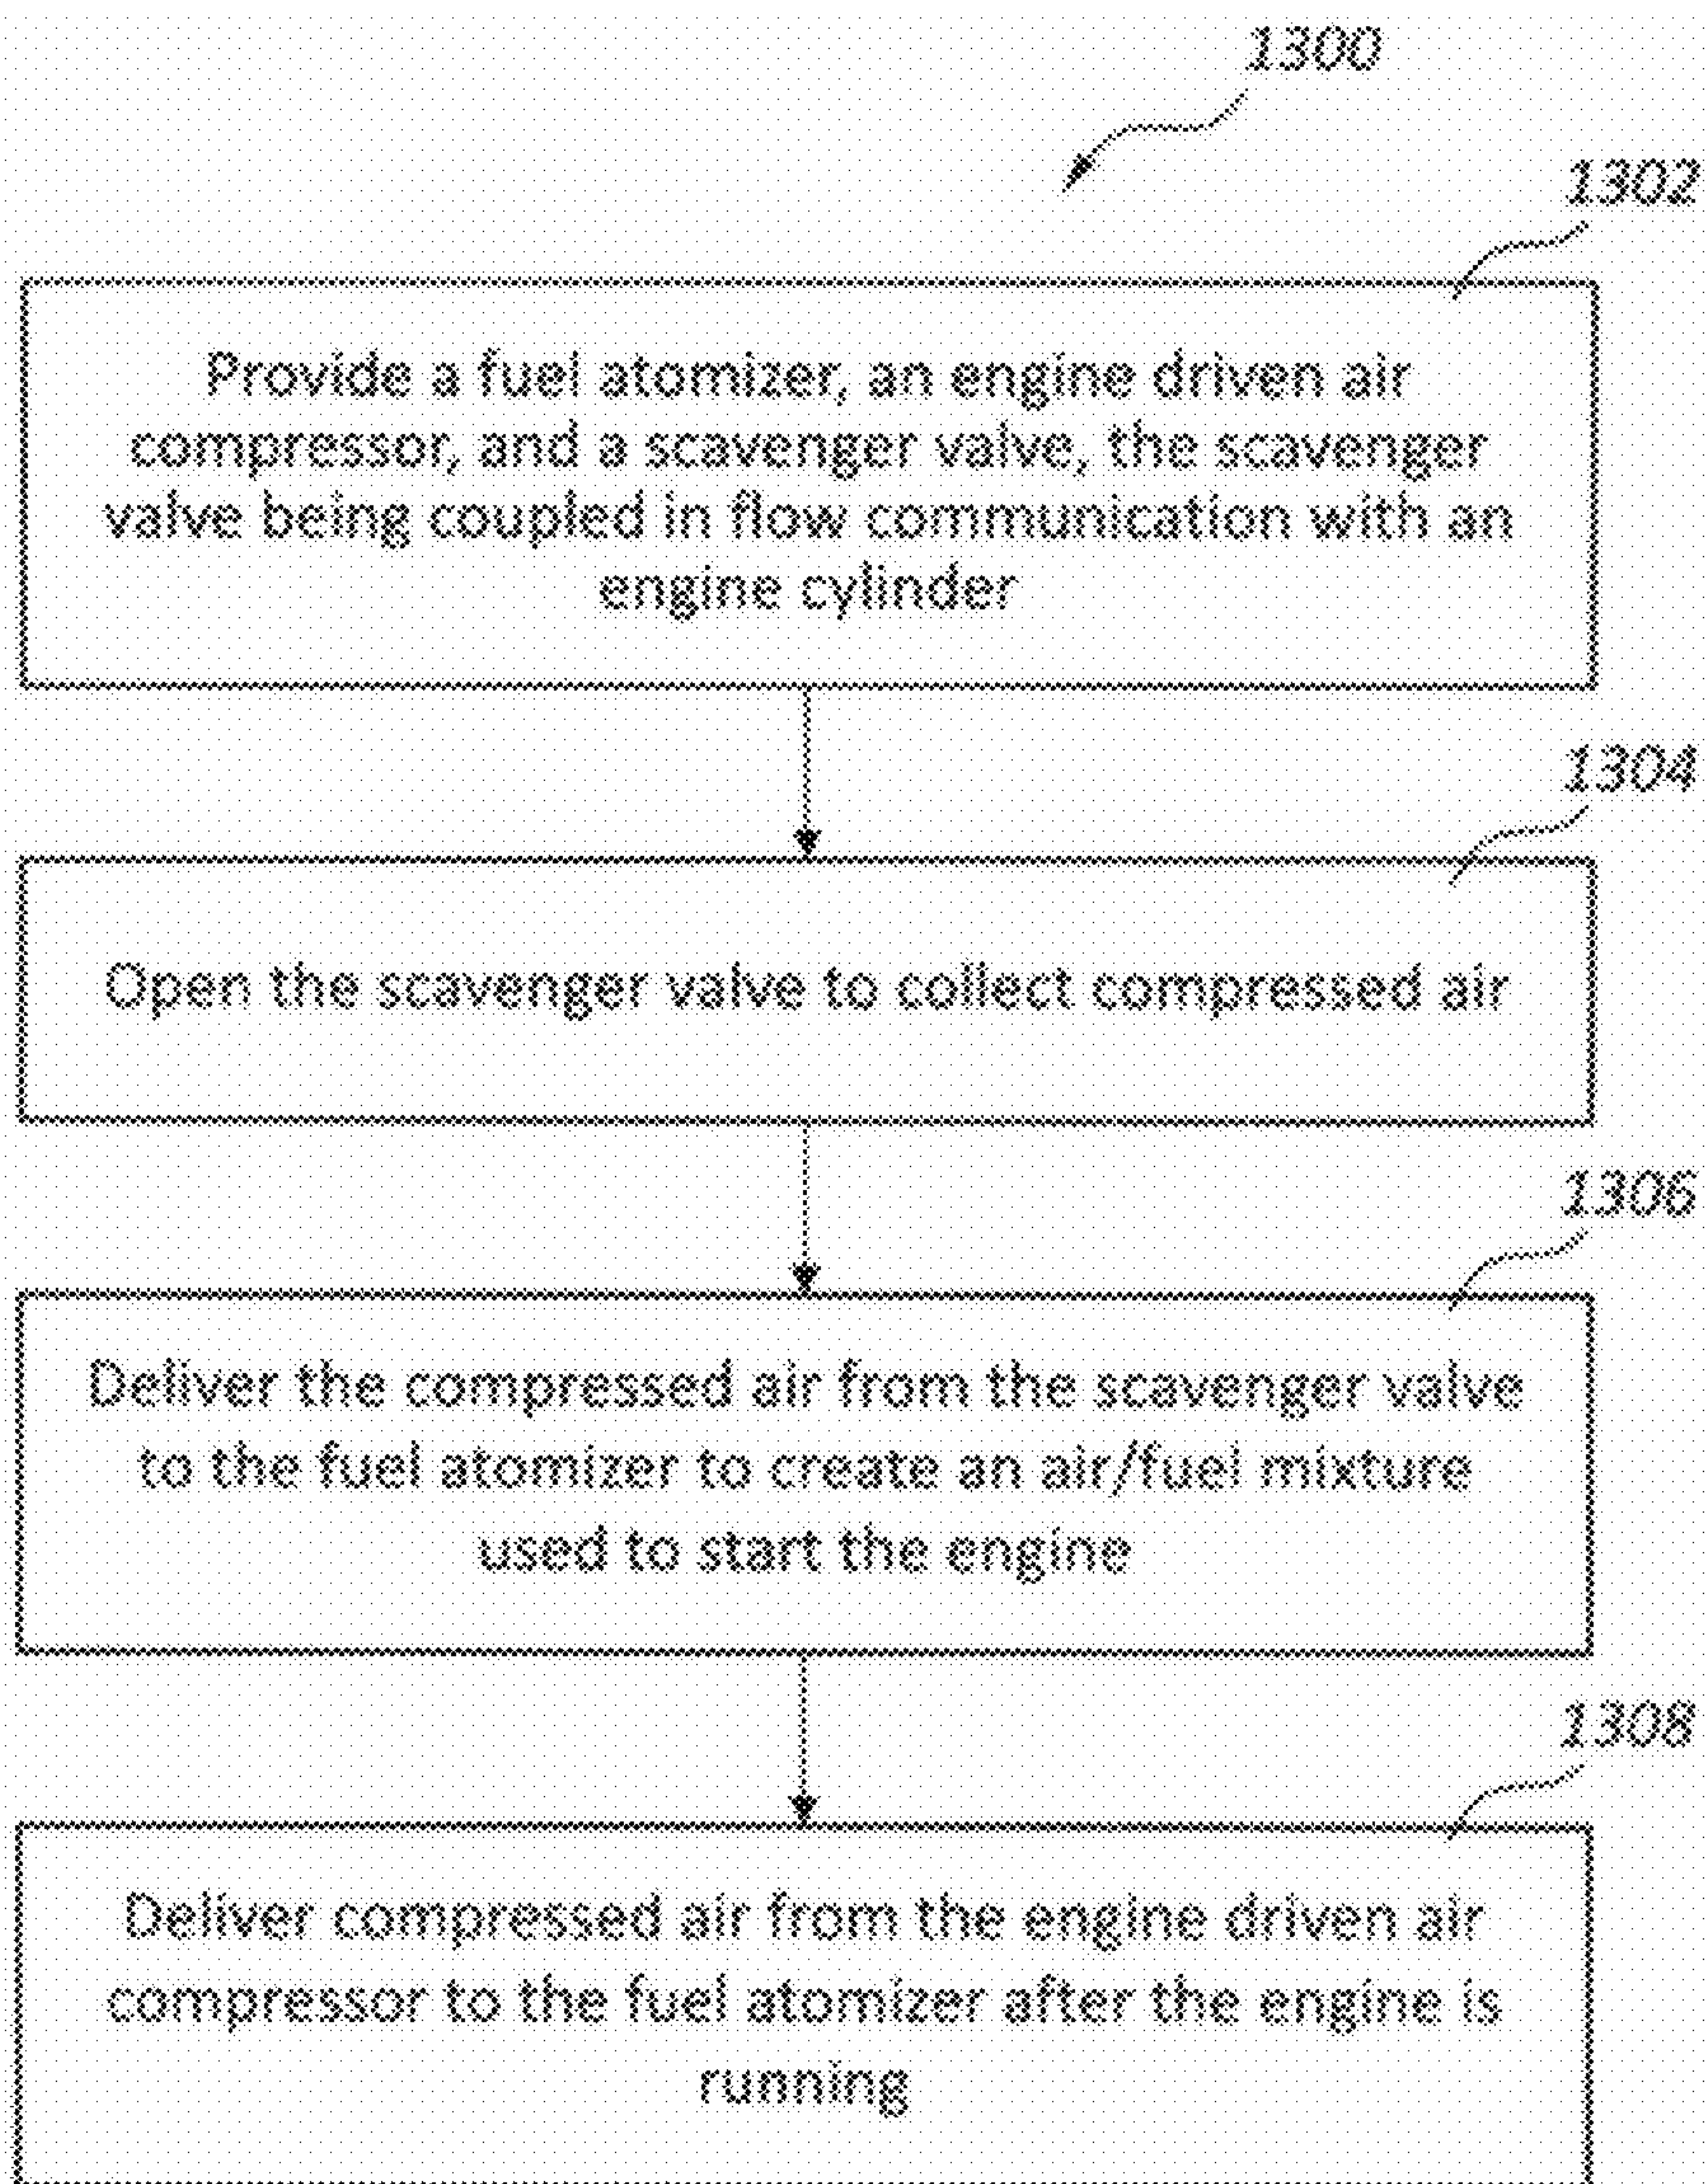 1300
1302
Provide a fuel atomizer, an engine driven air
compressor, and a scavenger valve, the scavenger
valve being coupled in flow communication with an
engine cylinder
1304
Open the scavenger valve to collect compressed air
1306
Deliver the compressed air from the scavenger valve
to the fuel atomizer to create an air/fuel mixture
used to start the engine
1308
Deliver compressed air from the engine driven air
compressor to the fuel atomizer after the engine is
running